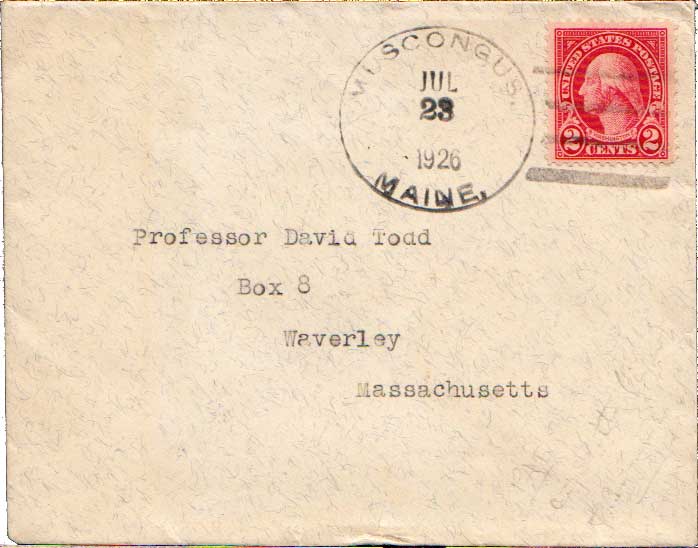 MUSCONGUS.
JUL
23
1926
MAINE.
UNITED STATES POSTAGE
2 CENTS 2
Professor David Todd
Box 8
Waverley
Massachusetts